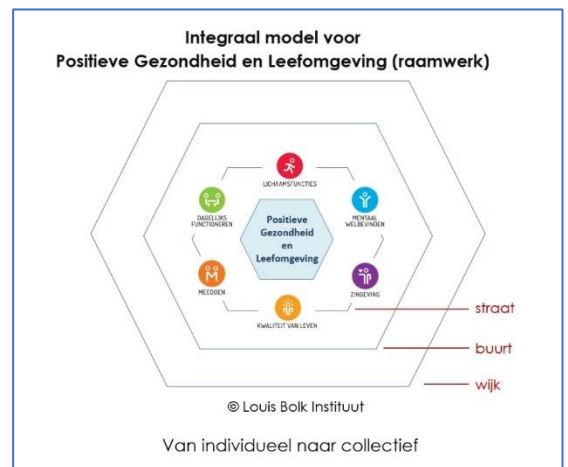 Integraal model voor
Positieve Gezondheid en Leefomgeving (raamwerk)
LICHAAMSFUNCTIES
DAGELIJKS
FUNCTIONEREN
MENTAAL
WELBEVINDEN
Positieve
Gezondheid
en
Leefomgeving
MEEDOEN
ZINGEVING
KWALITEIT VAN LEVEN
straat
buurt
wijk
© Louis Bolk Instituut
Van individueel naar collectief